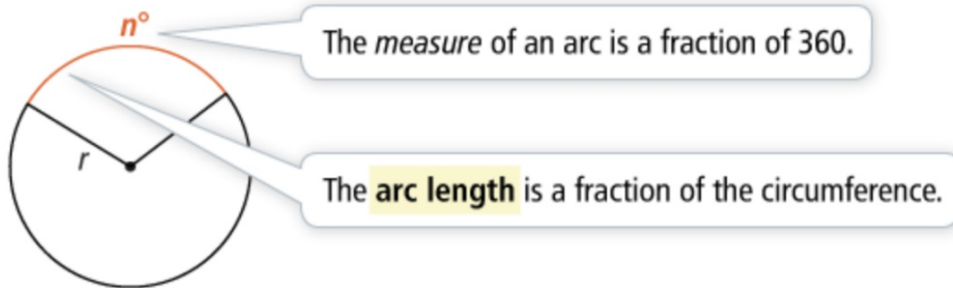 n°
The measure of an arc is a fraction of 360.
r
The arc length is a fraction of the circumference.